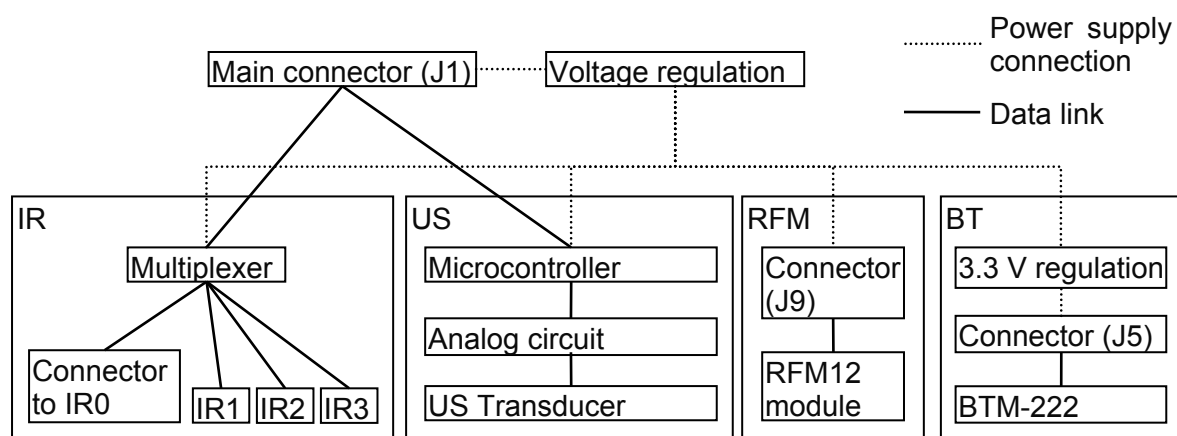 Power supply
connection
Main connector (J1)
Voltage regulation
Data link
IR
US
RFM
BT
Multiplexer
Microcontroller
Connector
(J9)
3.3 V regulation
Analog circuit
Connector (J5)
Connector
to IR0
IR1
IR2
IR3
US Transducer
RFM12
module
BTM-222